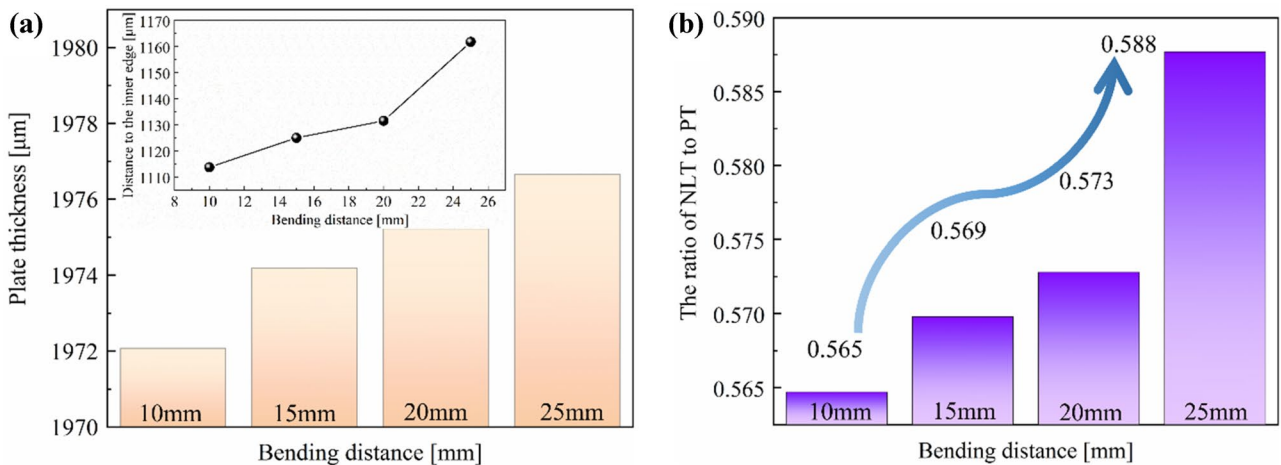 (a)
Plate thickness [μm]
1980
1978
1976
1974
1972
1970
10mm
15mm
20mm
25mm
Bending distance [mm]
Distance to the inner edge [μm]
1170
1160
1150
1140
1130
1120
1110
8 10 12 14 16 18 20 22 24 26
Bending distance [mm]
(b)
The ratio of NLT to PT
0.590
0.585
0.580
0.575
0.570
0.565
0.565
0.569
0.573
0.588
10mm
15mm
20mm
25mm
Bending distance [mm]